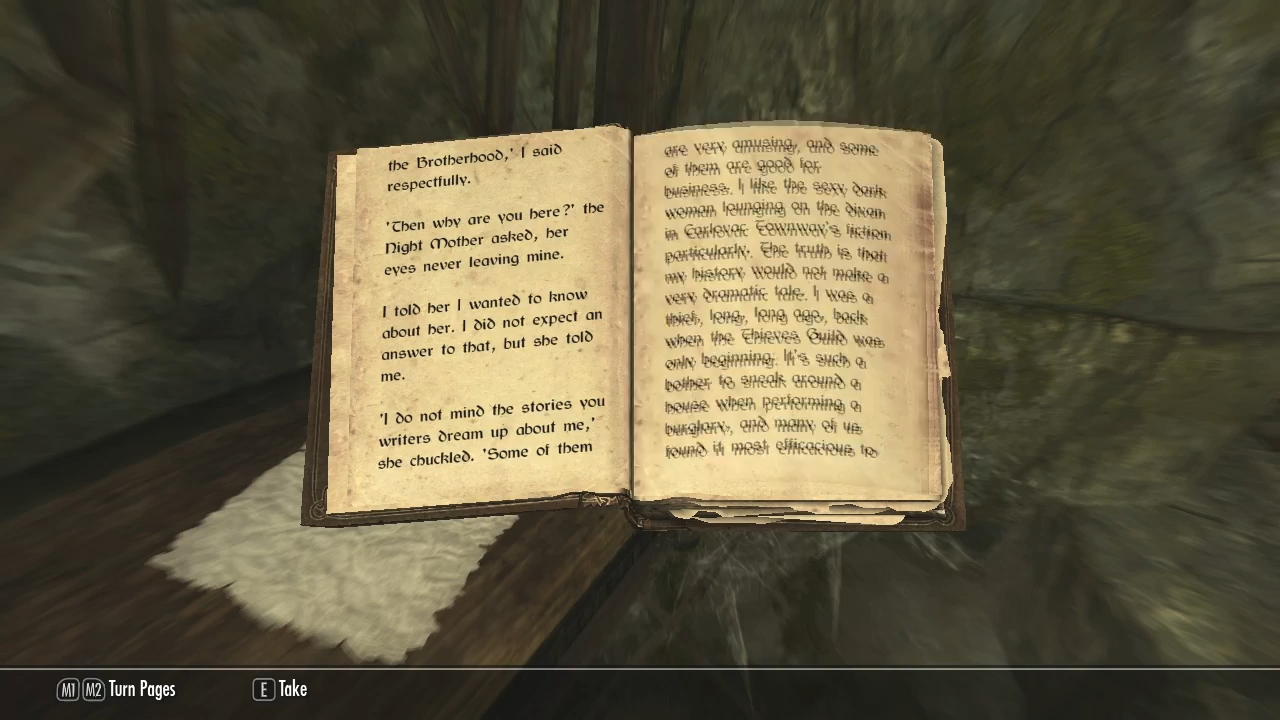 the Brotherhood,' I said
respectfully.
'Then why are you here?' the
Night Mother asked, her
eyes never leaving mine.
I told her I wanted to know
about her. I did not expect an
answer to that, but she told
me.
'I do not mind the stories you
writers dream up about me,'
she chuckled. 'Some of them
are very amusing, and some
of them are good for
business. I like the sexy dark
woman lounging on the divan
in Carlovac Townway's fiction
particularly. The truth is that
my history would not make a
very dramatic tale. I was a
thief, long, long ago, back
when the Thieves Guild was
only beginning. It's such a
bother to sneak around a
house when performing a
burglary, and many of us
found it most efficacious to
M1 M2 Turn Pages
E Take